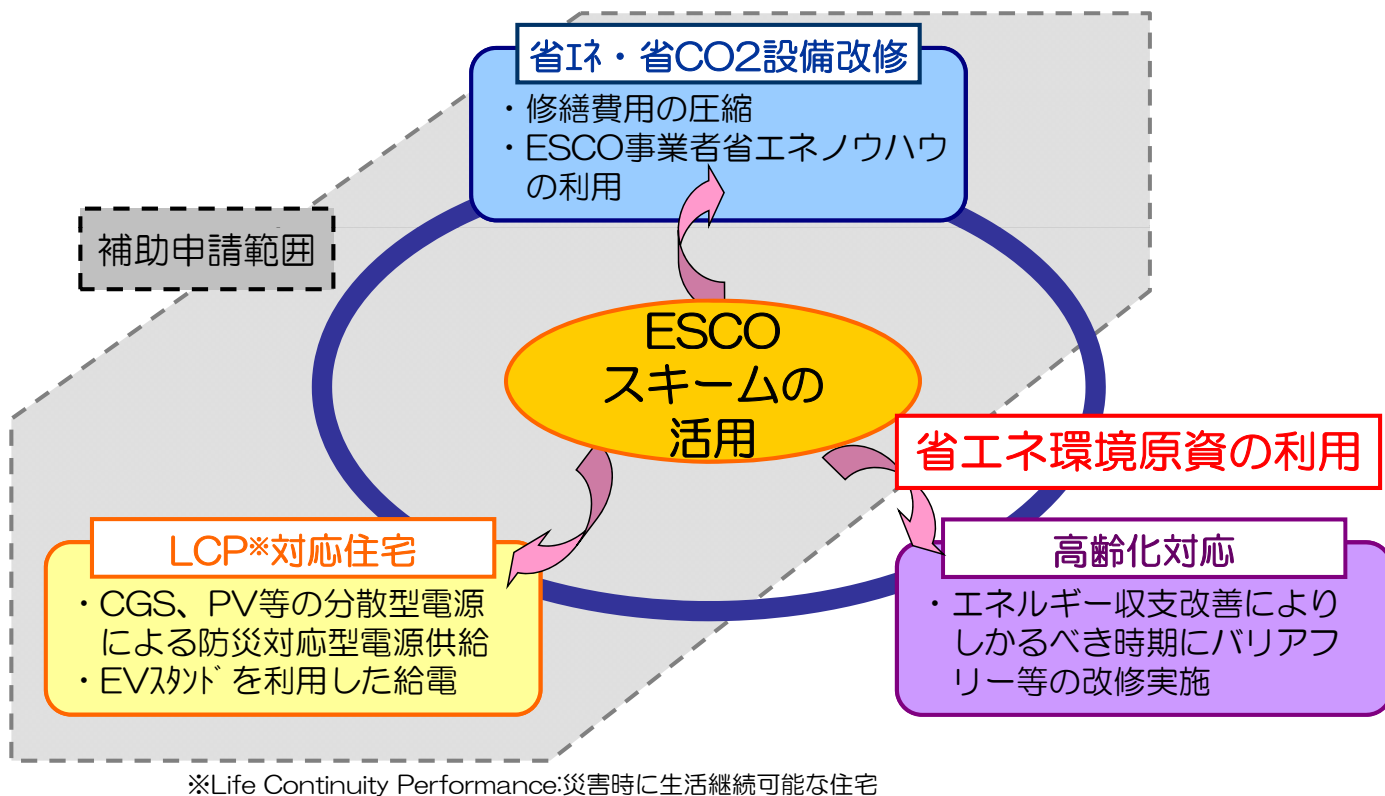 省ｴﾈ・省CO2設備改修
・修繕費用の圧縮
・ESCO事業者省エネノウハウ
の利用
補助申請範囲
ESCO
スキームの
活用
省エネ環境原資の利用
LCP※対応住宅
・CGS、PV等の分散型電源
による防災対応型電源供給
・EVｽﾀﾝﾄﾞを利用した給電
高齢化対応
・エネルギー収支改善により
しかるべき時期にバリアフ
リー等の改修実施
※Life Continuity Performance:災害時に生活継続可能な住宅